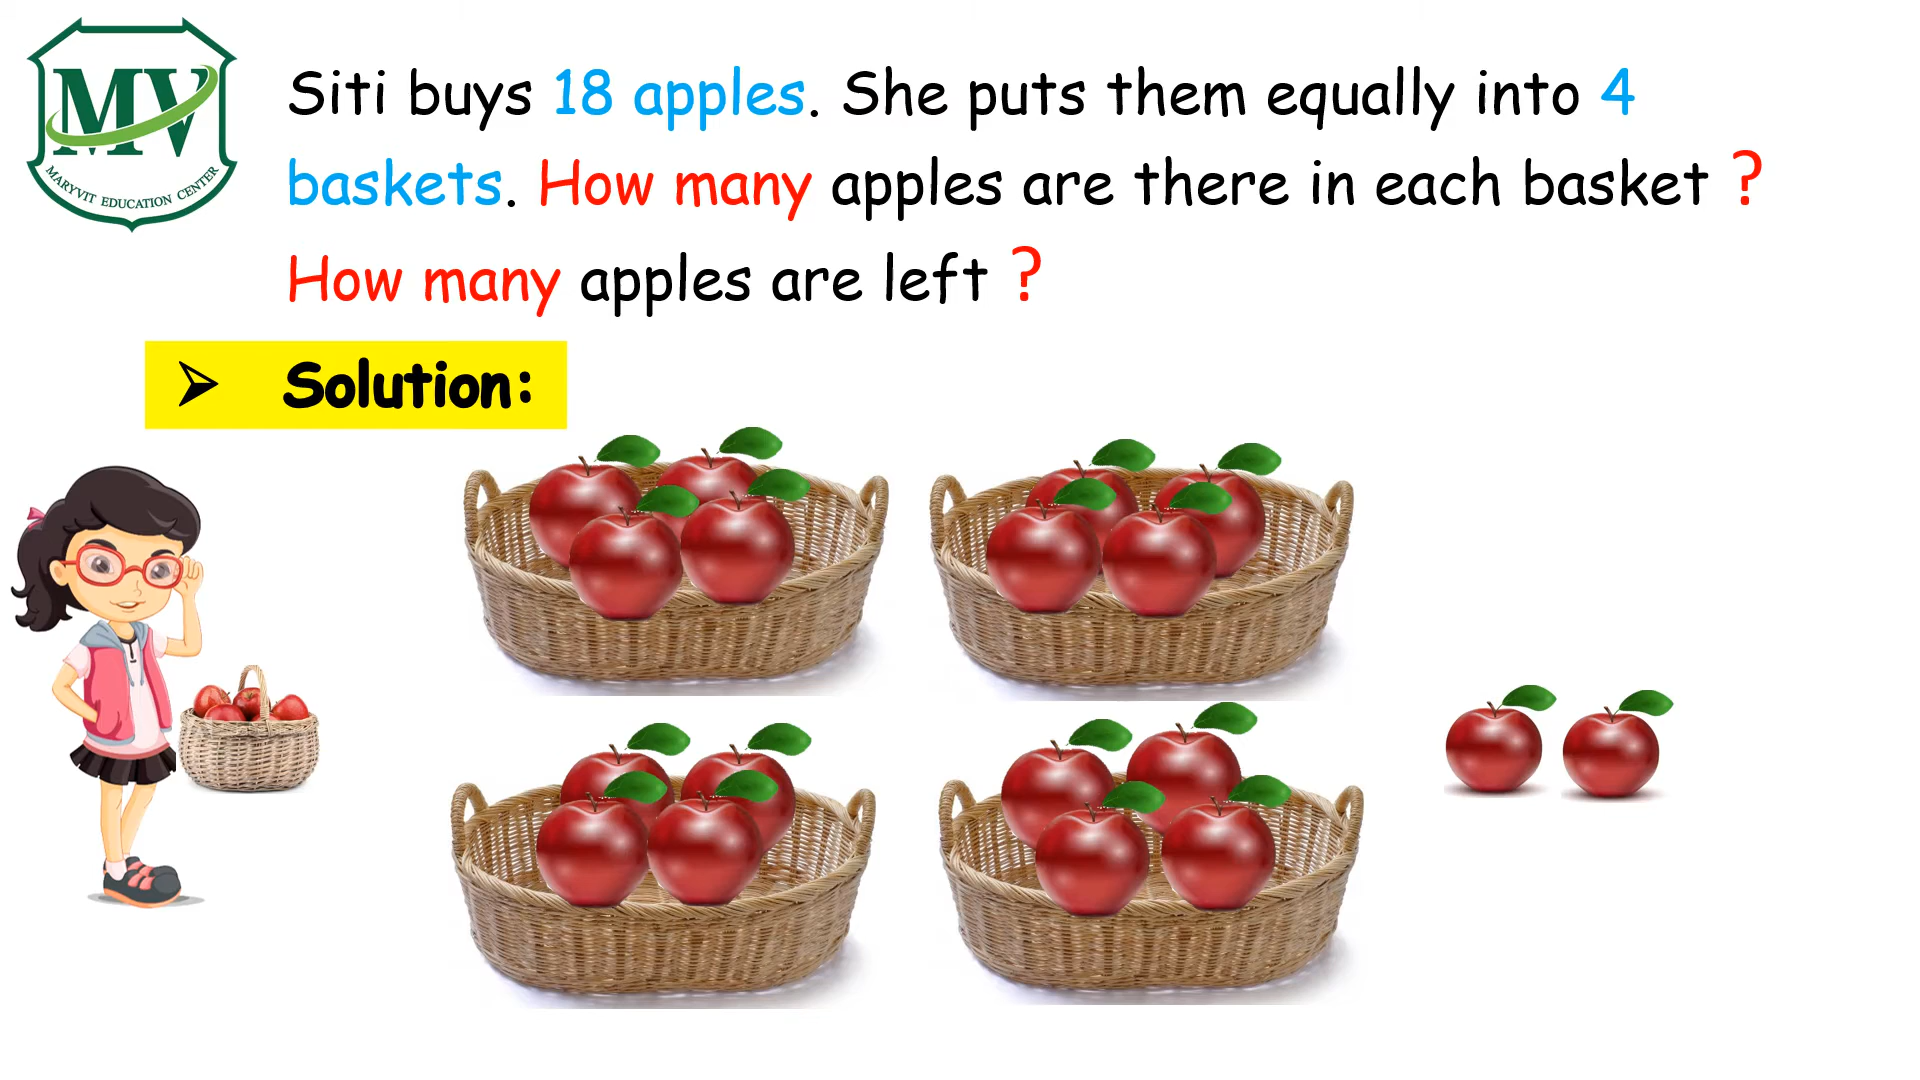 MV
MARYVIT EDUCATION CENTER
Siti buys 18 apples. She puts them equally into 4
baskets. How many apples are there in each basket ?
How many apples are left ?
➢ Solution: